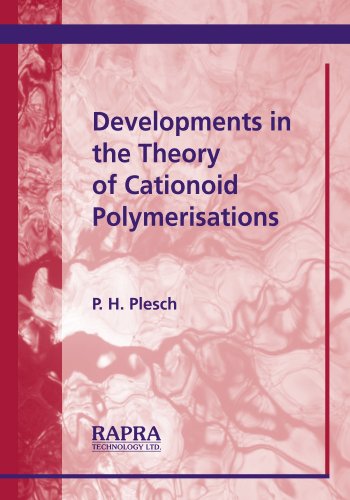 Developments in
the Theory
of Cationoid
Polymerisations
P. H. Plesch
RAPRA
TECHNOLOGY LTD.